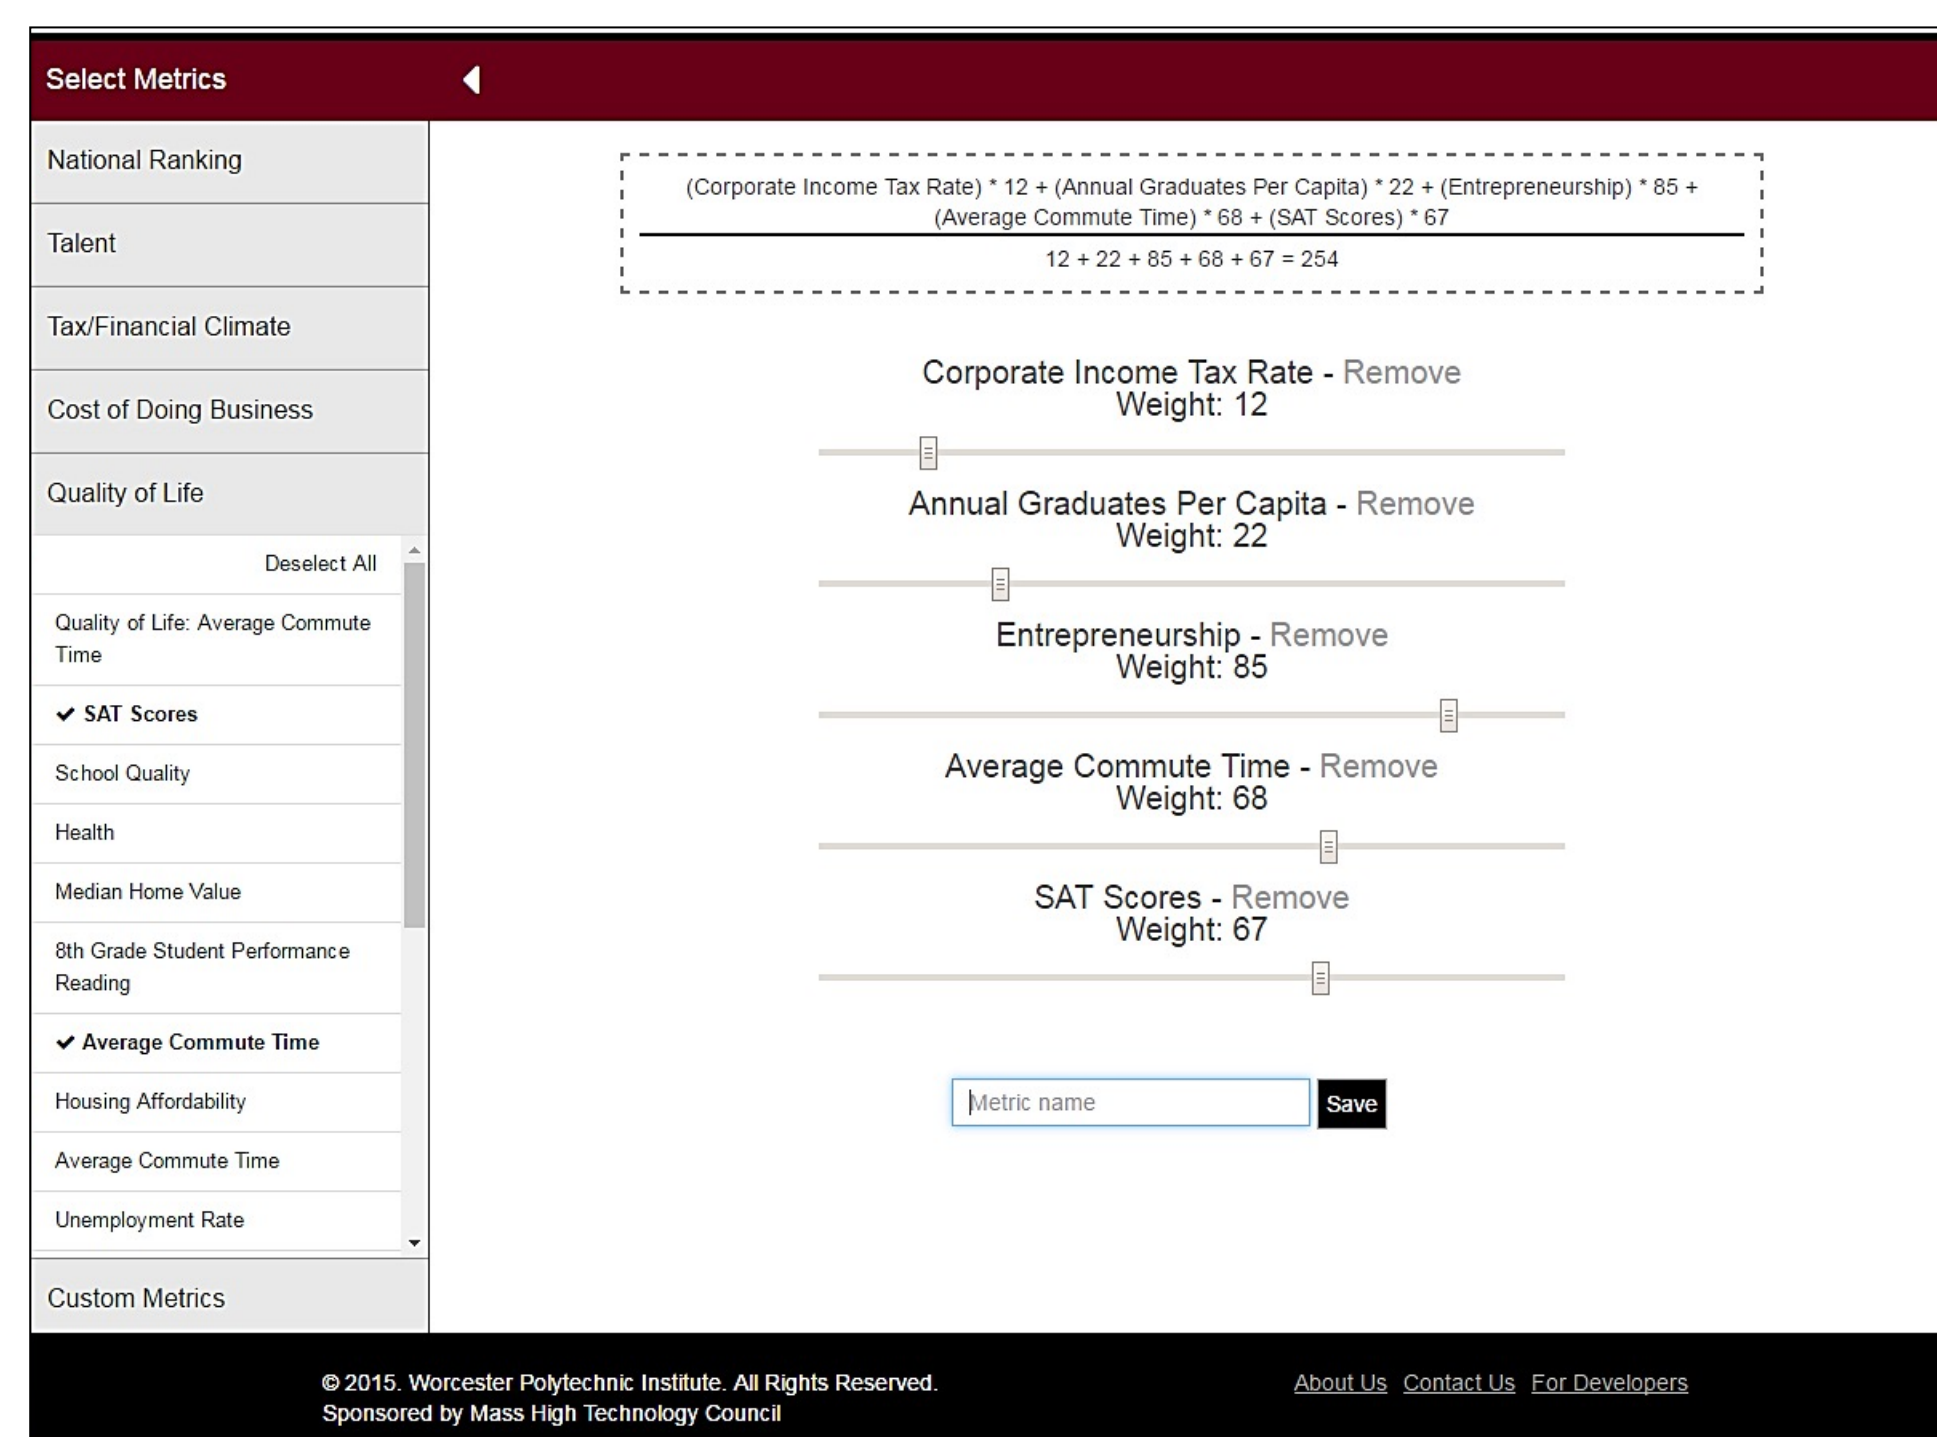 Select Metrics
National Ranking
Talent
Tax/Financial Climate
Cost of Doing Business
Quality of Life
Deselect All
Quality of Life: Average Commute
Time
SAT Scores
School Quality
Health
Median Home Value
8th Grade Student Performance
Reading
Average Commute Time
Housing Affordability
Average Commute Time
Unemployment Rate
Custom Metrics
(Corporate Income Tax Rate) * 12 + (Annual Graduates Per Capita) * 22 + (Entrepreneurship) * 85 +
(Average Commute Time) * 68 + (SAT Scores) * 67
12 + 22 + 85 + 68 + 67 = 254
Corporate Income Tax Rate - Remove
Weight: 12
Annual Graduates Per Capita - Remove
Weight: 22
Entrepreneurship - Remove
Weight: 85
Average Commute Time - Remove
Weight: 68
SAT Scores - Remove
Weight: 67
Metric name
Save
© 2015. Worcester Polytechnic Institute. All Rights Reserved.
Sponsored by Mass High Technology Council
About Us Contact Us For Developers